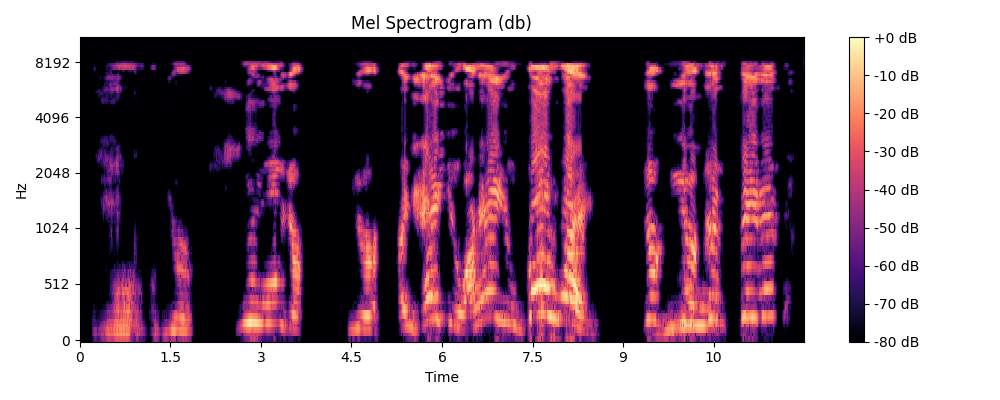 Mel Spectrogram (db)
8192
4096
2048
1024
512
0
Hz
0 1.5 3 4.5 6 7.5 9 10
Time
+0 dB
-10 dB
-20 dB
-30 dB
-40 dB
-50 dB
-60 dB
-70 dB
-80 dB